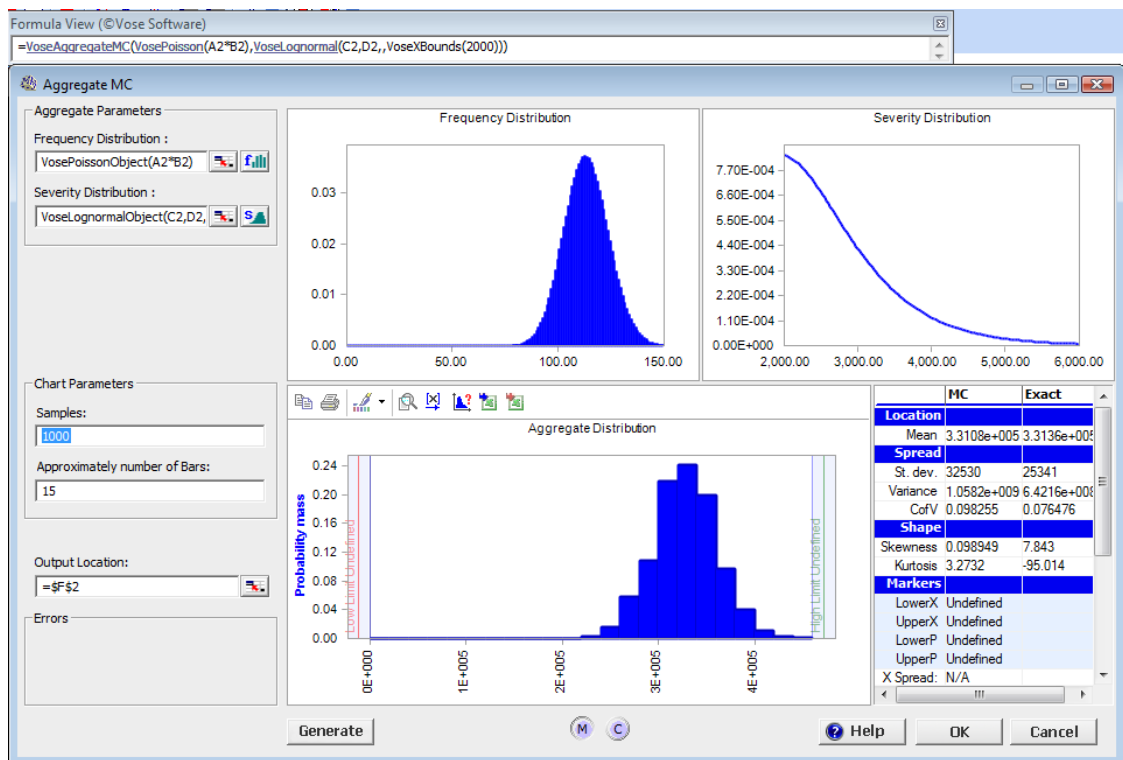 Formula View (©Vose Software)
=VoseAggregateMC(VosePoisson(A2*B2),VoseLognormal(C2,D2,,VoseXBounds(2000)))
Aggregate MC
Aggregate Parameters
Frequency Distribution :
VosePoissonObject(A2*B2)
Severity Distribution :
VoseLognormalObject(C2,D2,
Frequency Distribution
0.03
0.02
0.01
0.00
0.00 50.00 100.00 150.00
Severity Distribution
7.70E-004
6.60E-004
5.50E-004
4.40E-004
3.30E-004
2.20E-004
1.10E-004
0.00E+000
2,000.00 3,000.00 4,000.00 5,000.00 6,000.00
Chart Parameters
Samples:
1000
Approximately number of Bars:
15
Output Location:
=$F$2
Errors
Aggregate Distribution
Probability mass
0.24
0.20
0.16
0.12
0.08
0.04
0.00
Low Limit Undefined
High Limit Undefined
0E+000 1E+005 2E+005 3E+005 4E+005
MC Exact
Location
Mean 3.3108e+005 3.3136e+005
Spread
St. dev. 32530 25341
Variance 1.0582e+009 6.4216e+008
CofV 0.098255 0.076476
Shape
Skewness 0.098949 7.843
Kurtosis 3.2732 -95.014
Markers
LowerX Undefined
UpperX Undefined
LowerP Undefined
UpperP Undefined
X Spread: N/A
Generate
M C
Help OK Cancel